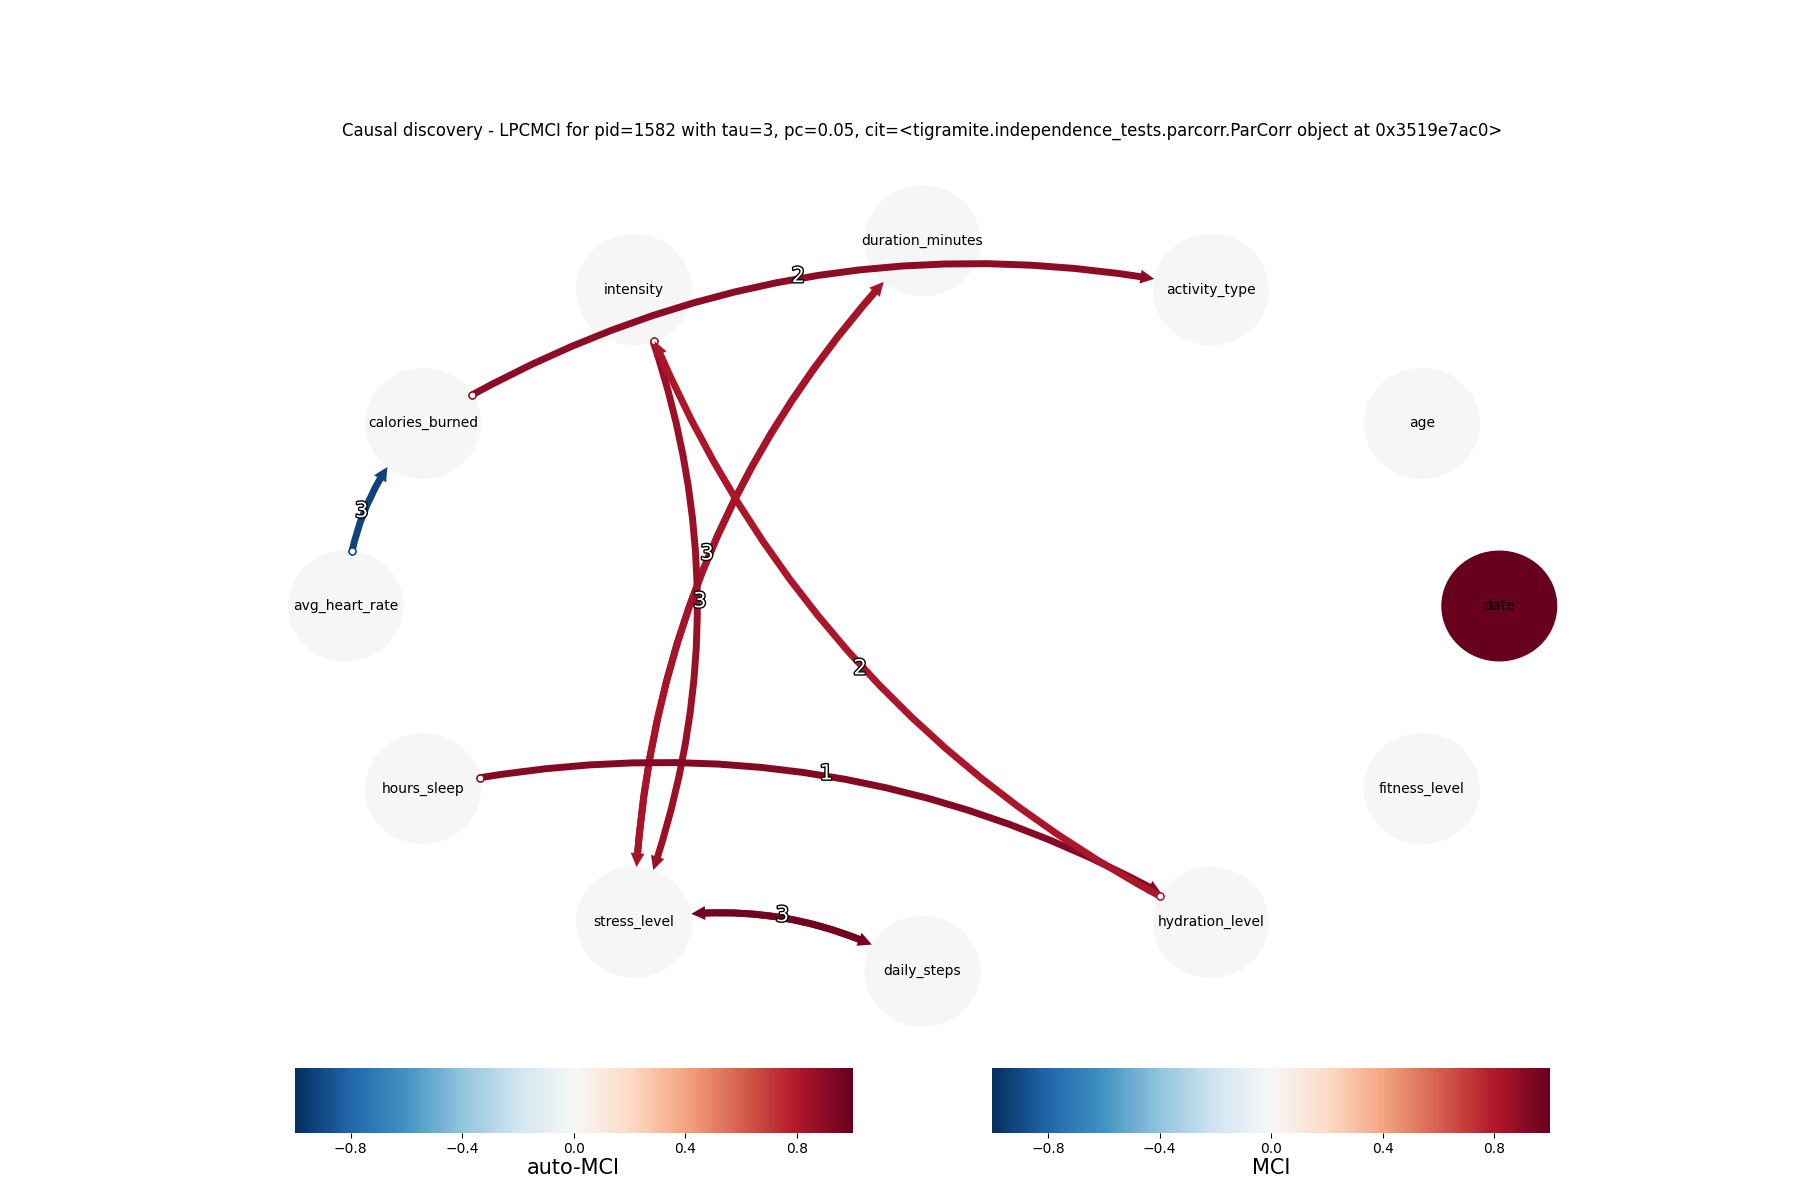 Causal discovery - LPCMCI for pid=1582 with tau=3, pc=0.05, cit=<tigramite.independence_tests.parcorr.ParCorr object at 0x3519e7ac0>
duration_minutes
intensity
activity_type
2
calories_burned
age
3
3
3
avg_heart_rate
date
2
1
hours_sleep
fitness_level
3
stress_level
hydration_level
daily_steps
−0.8 −0.4 0.0 0.4 0.8
auto-MCI
−0.8 −0.4 0.0 0.4 0.8
MCI